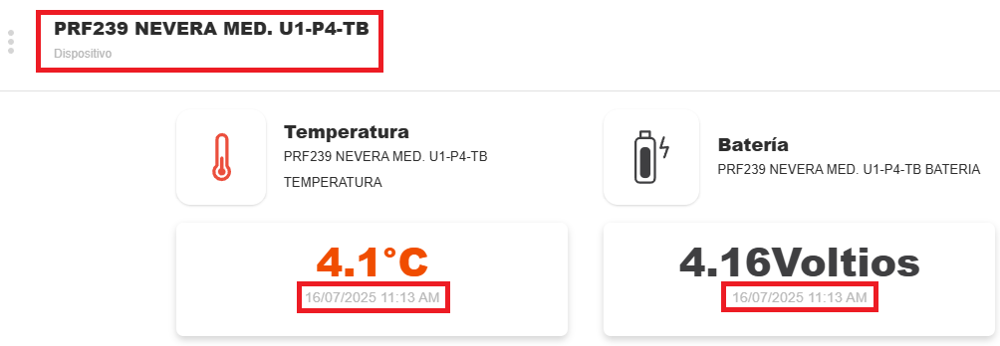 PRF239 NEVERA MED. U1-P4-TB
Dispositivo
Temperatura
PRF239 NEVERA MED. U1-P4-TB
TEMPERATURA
Batería
PRF239 NEVERA MED. U1-P4-TB BATERIA
4.1°C
16/07/2025 11:13 AM
4.16Voltios
16/07/2025 11:13 AM